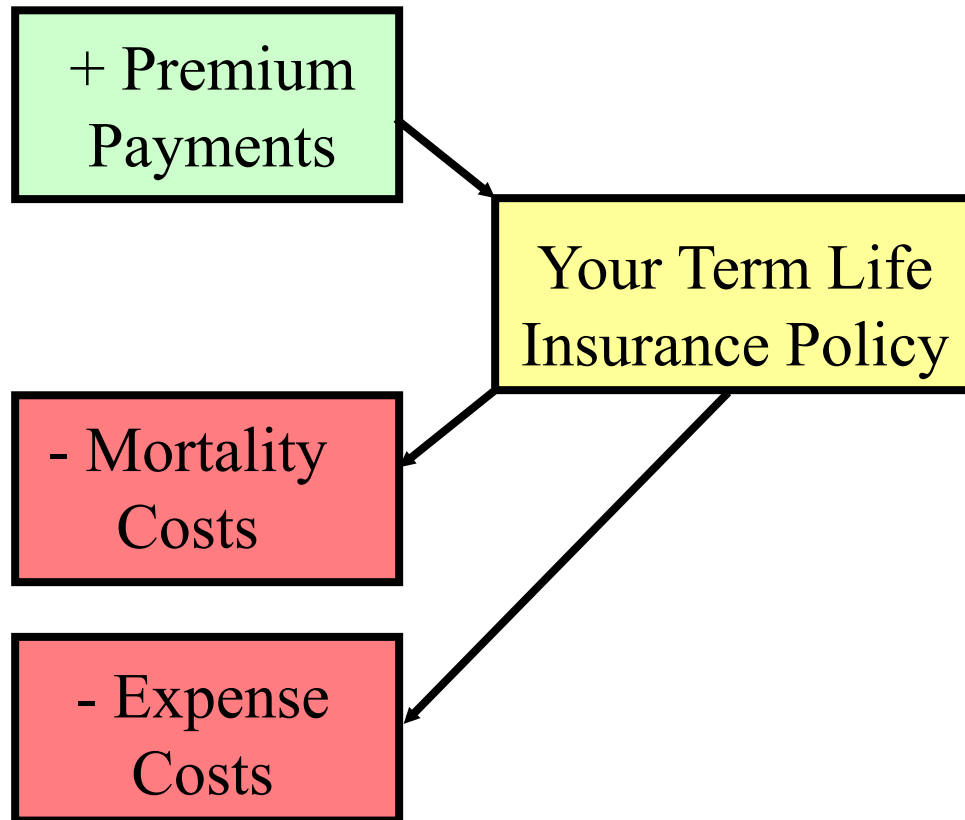 + Premium
Payments
Your Term Life
Insurance Policy
- Mortality
Costs
- Expense
Costs